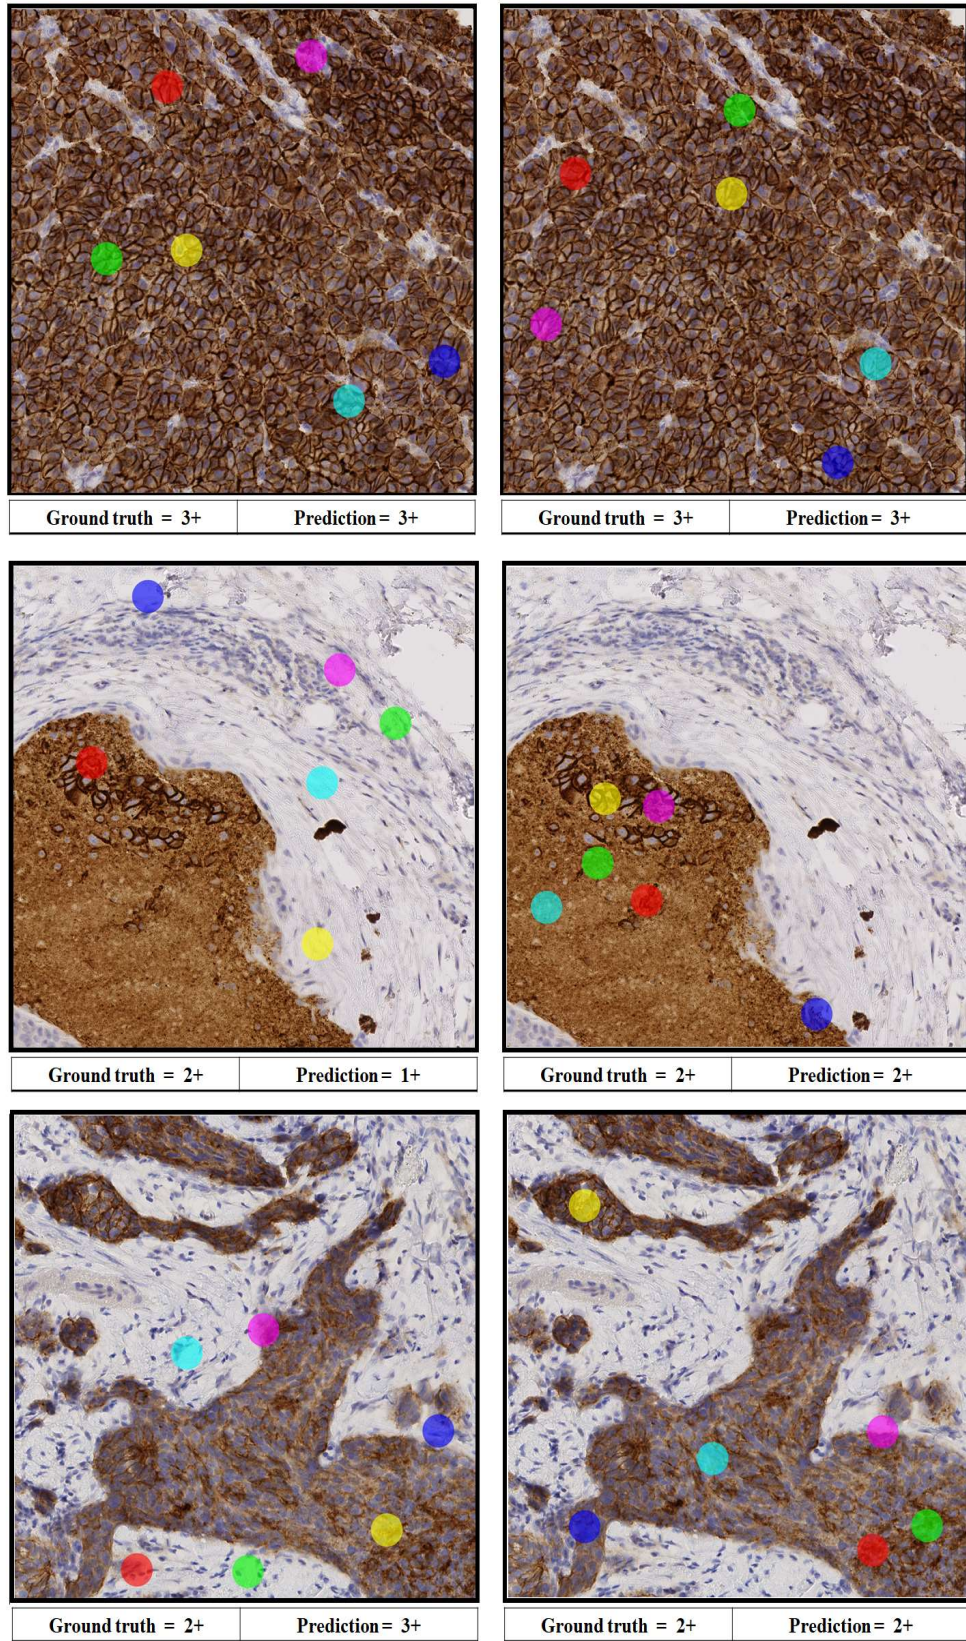 Ground truth = 3+ Prediction = 3+ Ground truth = 3+ Prediction = 3+
Ground truth = 2+ Prediction = 1+ Ground truth = 2+ Prediction = 2+
Ground truth = 2+ Prediction = 3+ Ground truth = 2+ Prediction = 2+